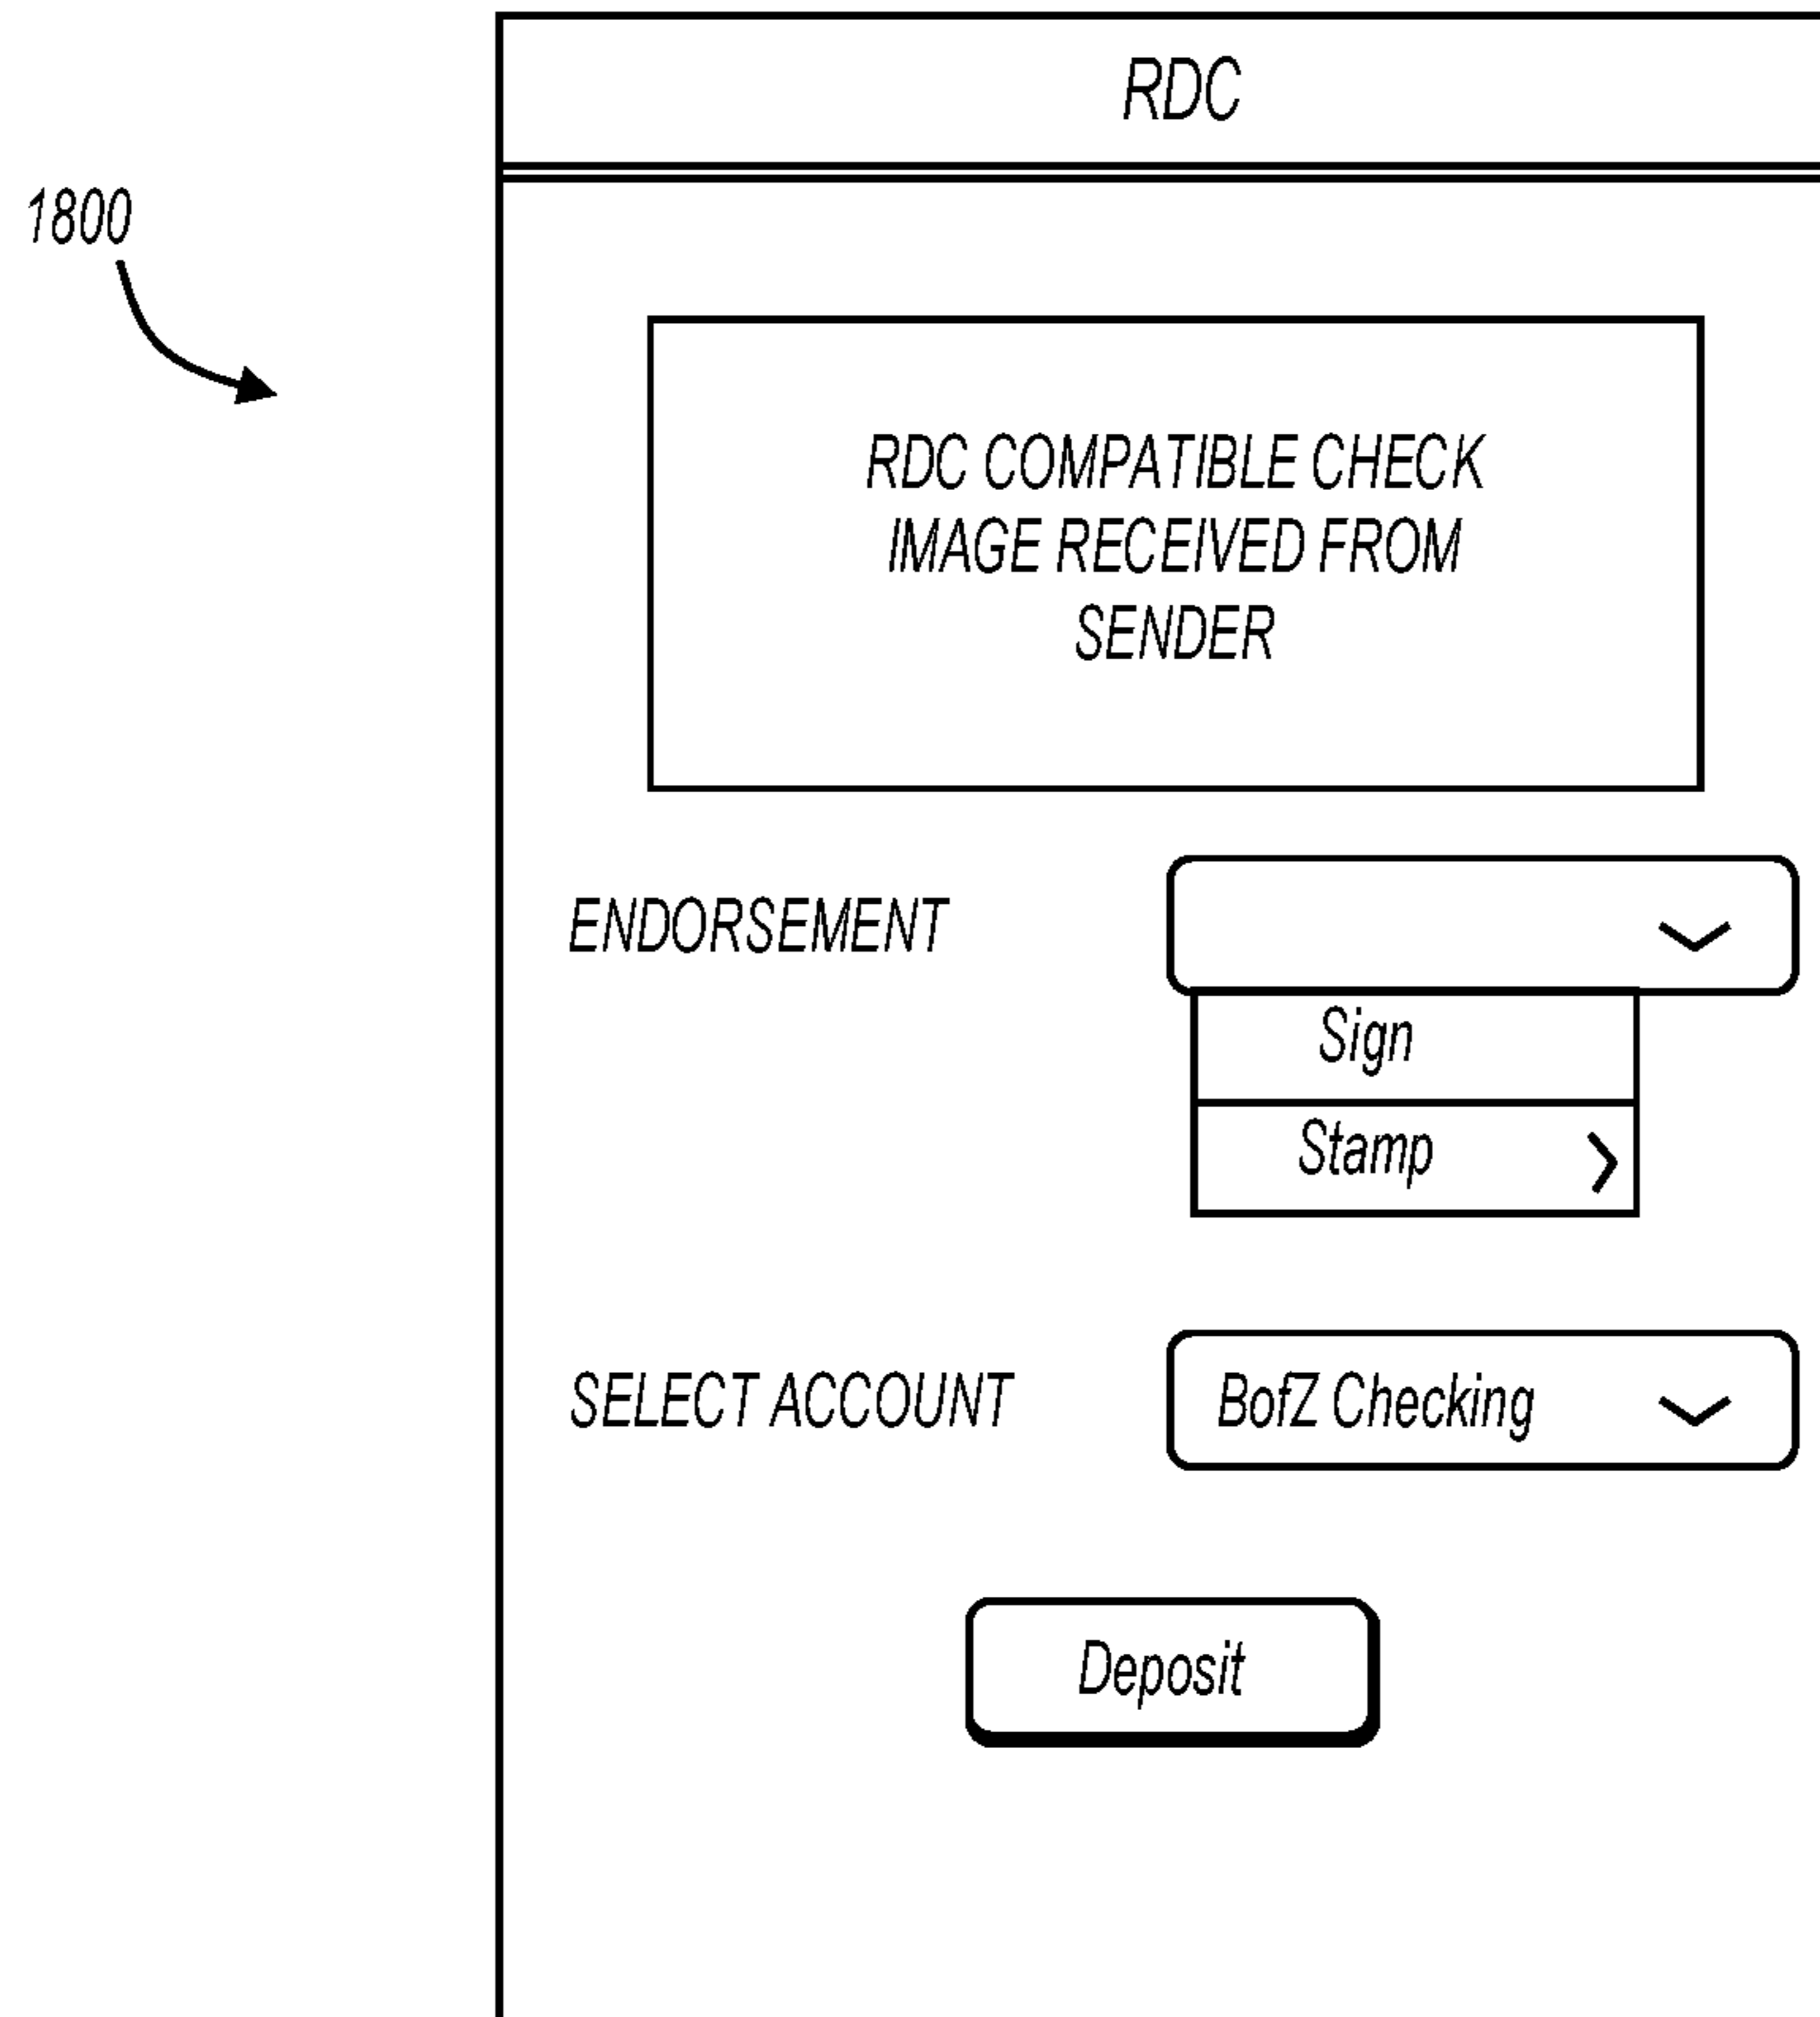 RDC
1800
RDC COMPATIBLE CHECK
IMAGE RECEIVED FROM
SENDER
ENDORSEMENT
Sign
Stamp
SELECT ACCOUNT
BofZ Checking
Deposit